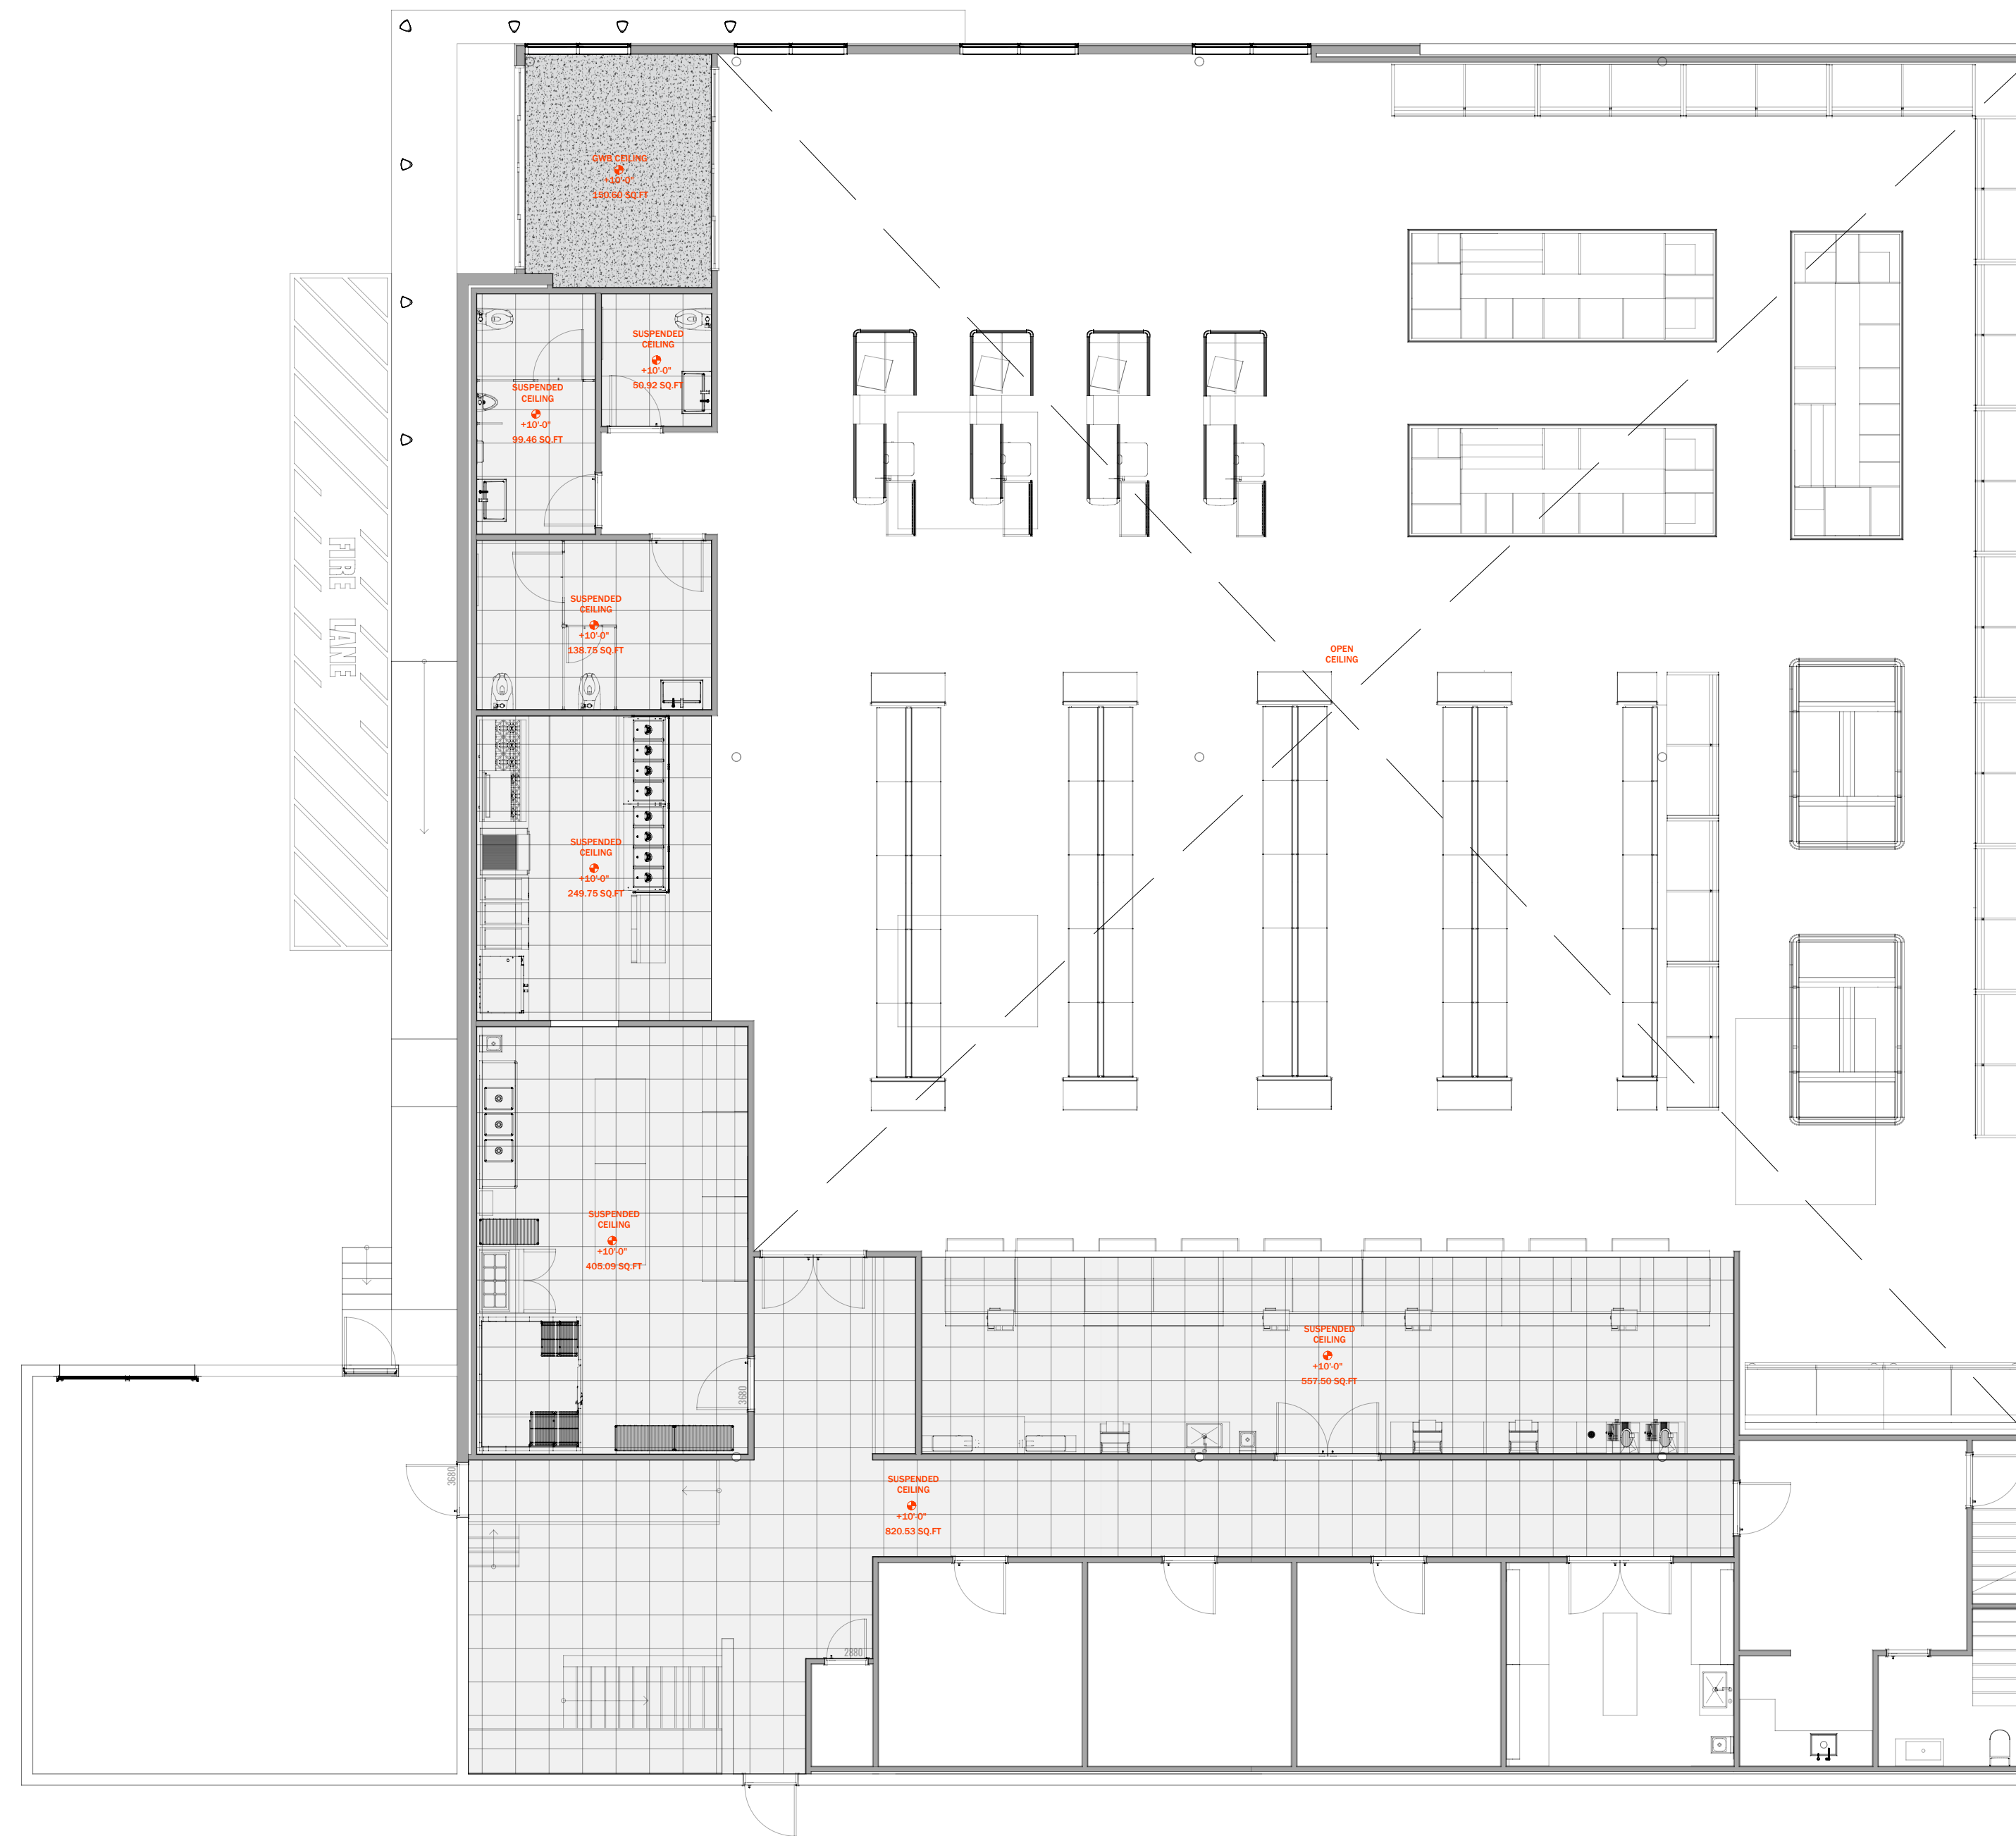 GWB CEILING
+10'-0"
190.60 SQ.FT
SUSPENDED
CEILING
+10'-0"
50.92 SQ.FT
SUSPENDED
CEILING
+10'-0"
99.46 SQ.FT
FIRE LANE
SUSPENDED
CEILING
+10'-0"
138.75 SQ.FT
OPEN
CEILING
SUSPENDED
CEILING
+10'-0"
249.75 SQ.FT
SUSPENDED
CEILING
+10'-0"
405.09 SQ.FT
SUSPENDED
CEILING
+10'-0"
557.50 SQ.FT
3680
3680
SUSPENDED
CEILING
+10'-0"
820.53 SQ.FT
2880